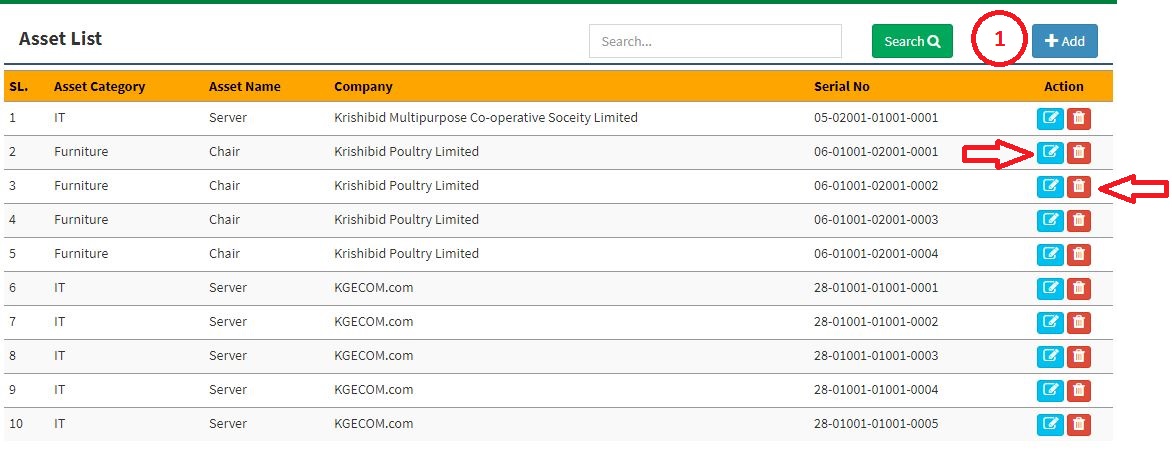 Asset List Search... Search 1 Add
SL. Asset Category Asset Name Company Serial No Action
1 IT Server Krishibid Multipurpose Co-operative Soceity Limited 05-02001-01001-0001
2 Furniture Chair Krishibid Poultry Limited 06-01001-02001-0001
3 Furniture Chair Krishibid Poultry Limited 06-01001-02001-0002
4 Furniture Chair Krishibid Poultry Limited 06-01001-02001-0003
5 Furniture Chair Krishibid Poultry Limited 06-01001-02001-0004
6 IT Server KGECOM.com 28-01001-01001-0001
7 IT Server KGECOM.com 28-01001-01001-0002
8 IT Server KGECOM.com 28-01001-01001-0003
9 IT Server KGECOM.com 28-01001-01001-0004
10 IT Server KGECOM.com 28-01001-01001-0005